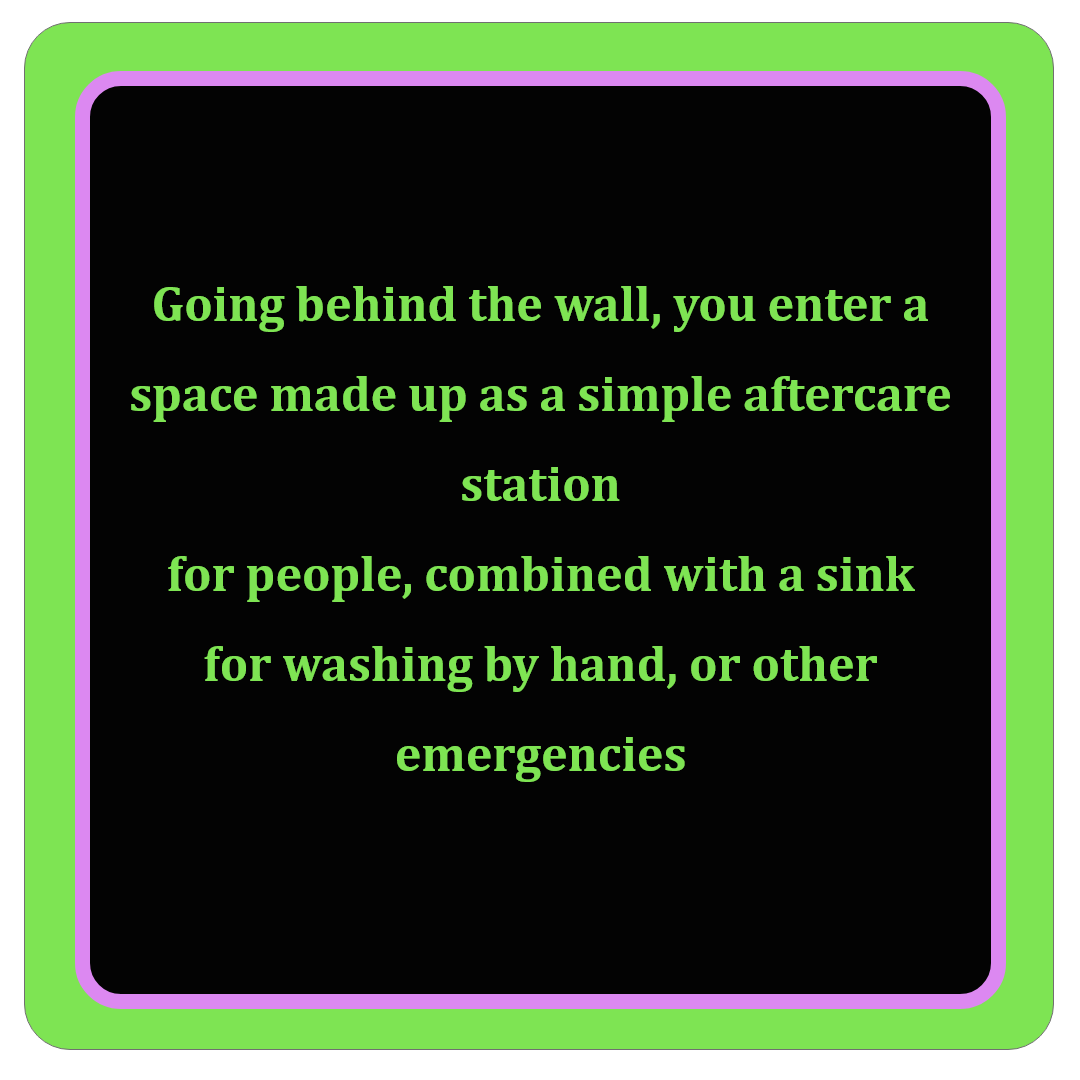 Going behind the wall, you enter a
space made up as a simple aftercare
station
for people, combined with a sink
for washing by hand, or other
emergencies